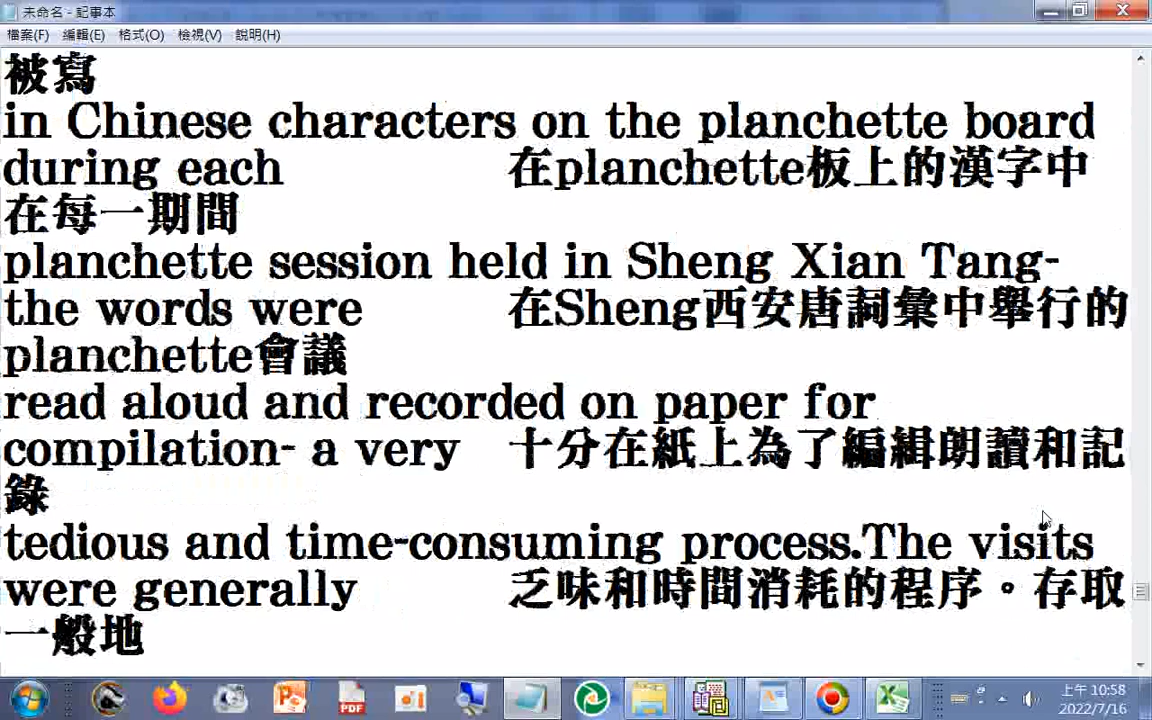 未命名 - 記事本
檔案(F) 編輯(E) 格式(O) 檢視(V) 說明(H)
被寫
in Chinese characters on the planchette board
during each 在planchette板上的漢字中
在每一期間
planchette session held in Sheng Xian Tang-
the words were 在Sheng西安唐詞彙中舉行的
planchette會議
read aloud and recorded on paper for
compilation- a very 十分在紙上為了編緝朗讀和記
錄
tedious and time-consuming process.The visits
were generally 乏味和時間消耗的程序。存取
一般地
PDF
上午 10:58
2022/7/16